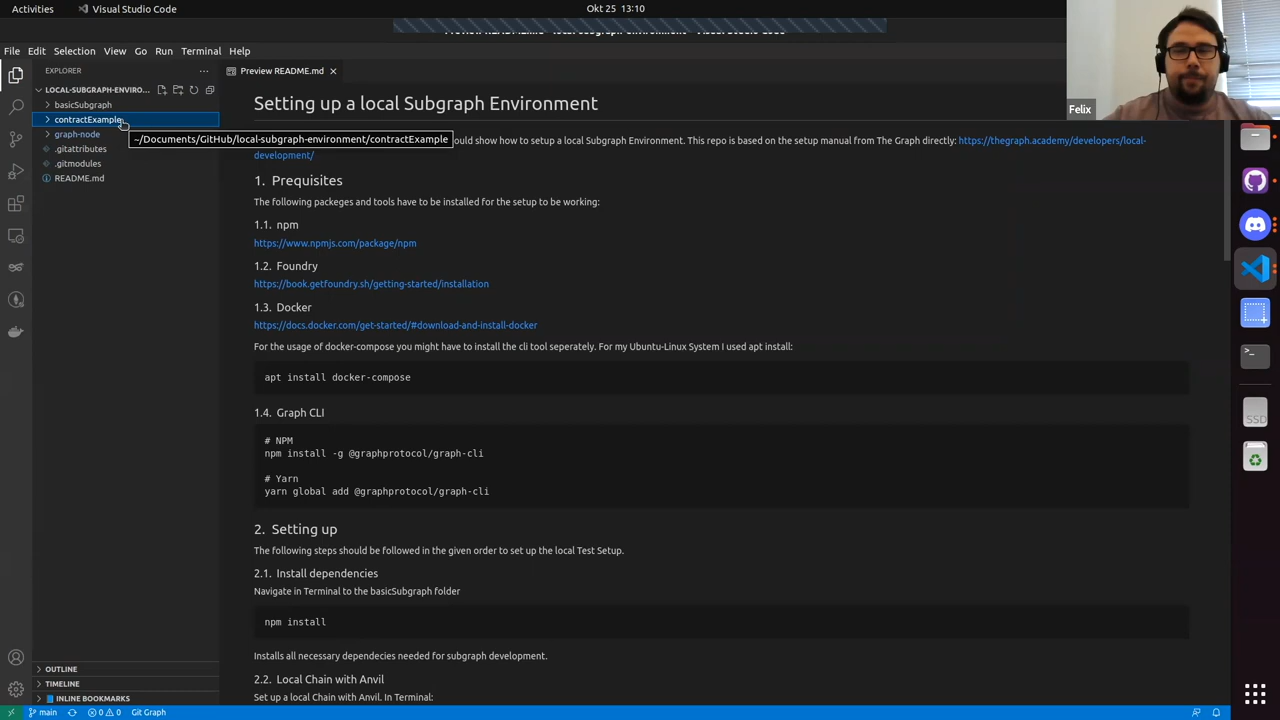 Activities
Visual Studio Code
Okt 25 13:10
File Edit Selection View Go Run Terminal Help
Felix
EXPLORER
Preview README.md
LOCAL-SUBGRAPH-ENVIRO...
basicSubgraph
contractExample
~/Documents/GitHub/local-subgraph-environment/contractExample
graph-node
.gitattributes
.gitmodules
README.md
Setting up a local Subgraph Environment
ould show how to setup a local Subgraph Environment. This repo is based on the setup manual from The Graph directly: https://thegraph.academy/developers/local-
development/
1. Prequisites
The following packeges and tools have to be installed for the setup to be working:
1.1. npm
https://www.npmjs.com/package/npm
1.2. Foundry
https://book.getfoundry.sh/getting-started/installation
1.3. Docker
https://docs.docker.com/get-started/#download-and-install-docker
For the usage of docker-compose you might have to install the cli tool seperately. For my Ubuntu-Linux System I used apt install:
apt install docker-compose
1.4. Graph CLI
# NPM
npm install -g @graphprotocol/graph-cli
# Yarn
yarn global add @graphprotocol/graph-cli
2. Setting up
The following steps should be followed in the given order to set up the local Test Setup.
2.1. Install dependencies
Navigate in Terminal to the basicSubgraph folder
npm install
Installs all necessary dependecies needed for subgraph development.
2.2. Local Chain with Anvil
Set up a local Chain with Anvil. In Terminal:
OUTLINE
TIMELINE
INLINE BOOKMARKS
main
0 0
Git Graph
SSD